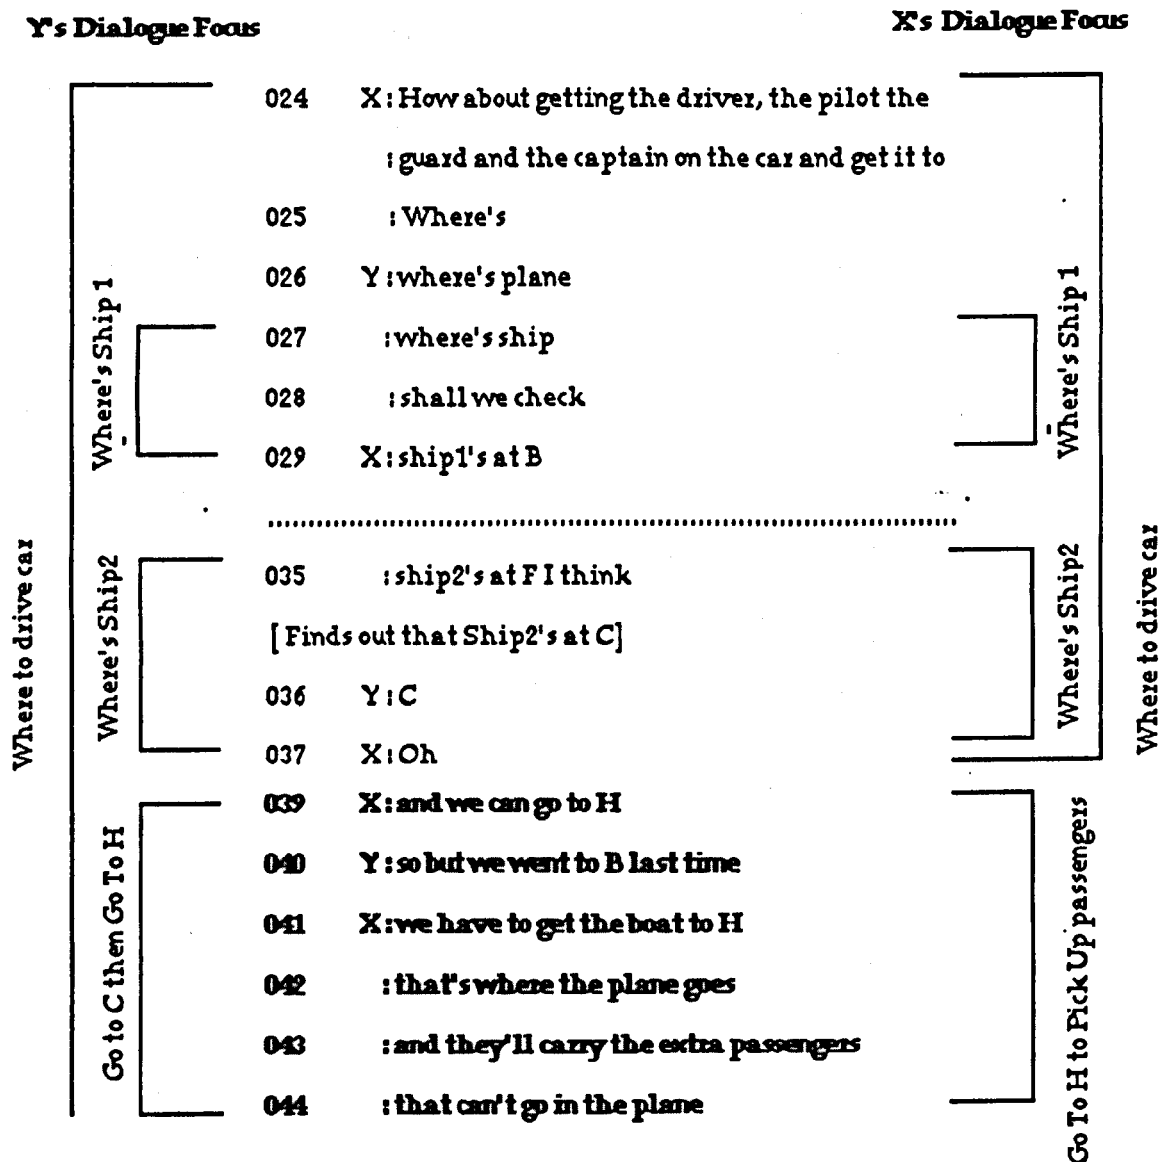 Y's Dialogue Focus
X's Dialogue Focus
024 X: How about getting the driver, the pilot the
: guard and the captain on the car and get it to
025 : Where's
026 Y: where's plane
027 : where's ship
028 : shall we check
029 X: ship1's at B
035 : ship2's at F I think
[ Finds out that Ship2's at C]
036 Y: C
037 X: Oh
039 X: and we can go to H
040 Y: so but we went to B last time
041 X: we have to get the boat to H
042 : that's where the plane goes
043 : and they'll carry the extra passengers
044 : that can't go in the plane
Where to drive car
Where's Ship 1
Where's Ship2
Go to C then Go To H
Where's Ship 1
Where's Ship2
Go To H to Pick Up passengers
Where to drive car